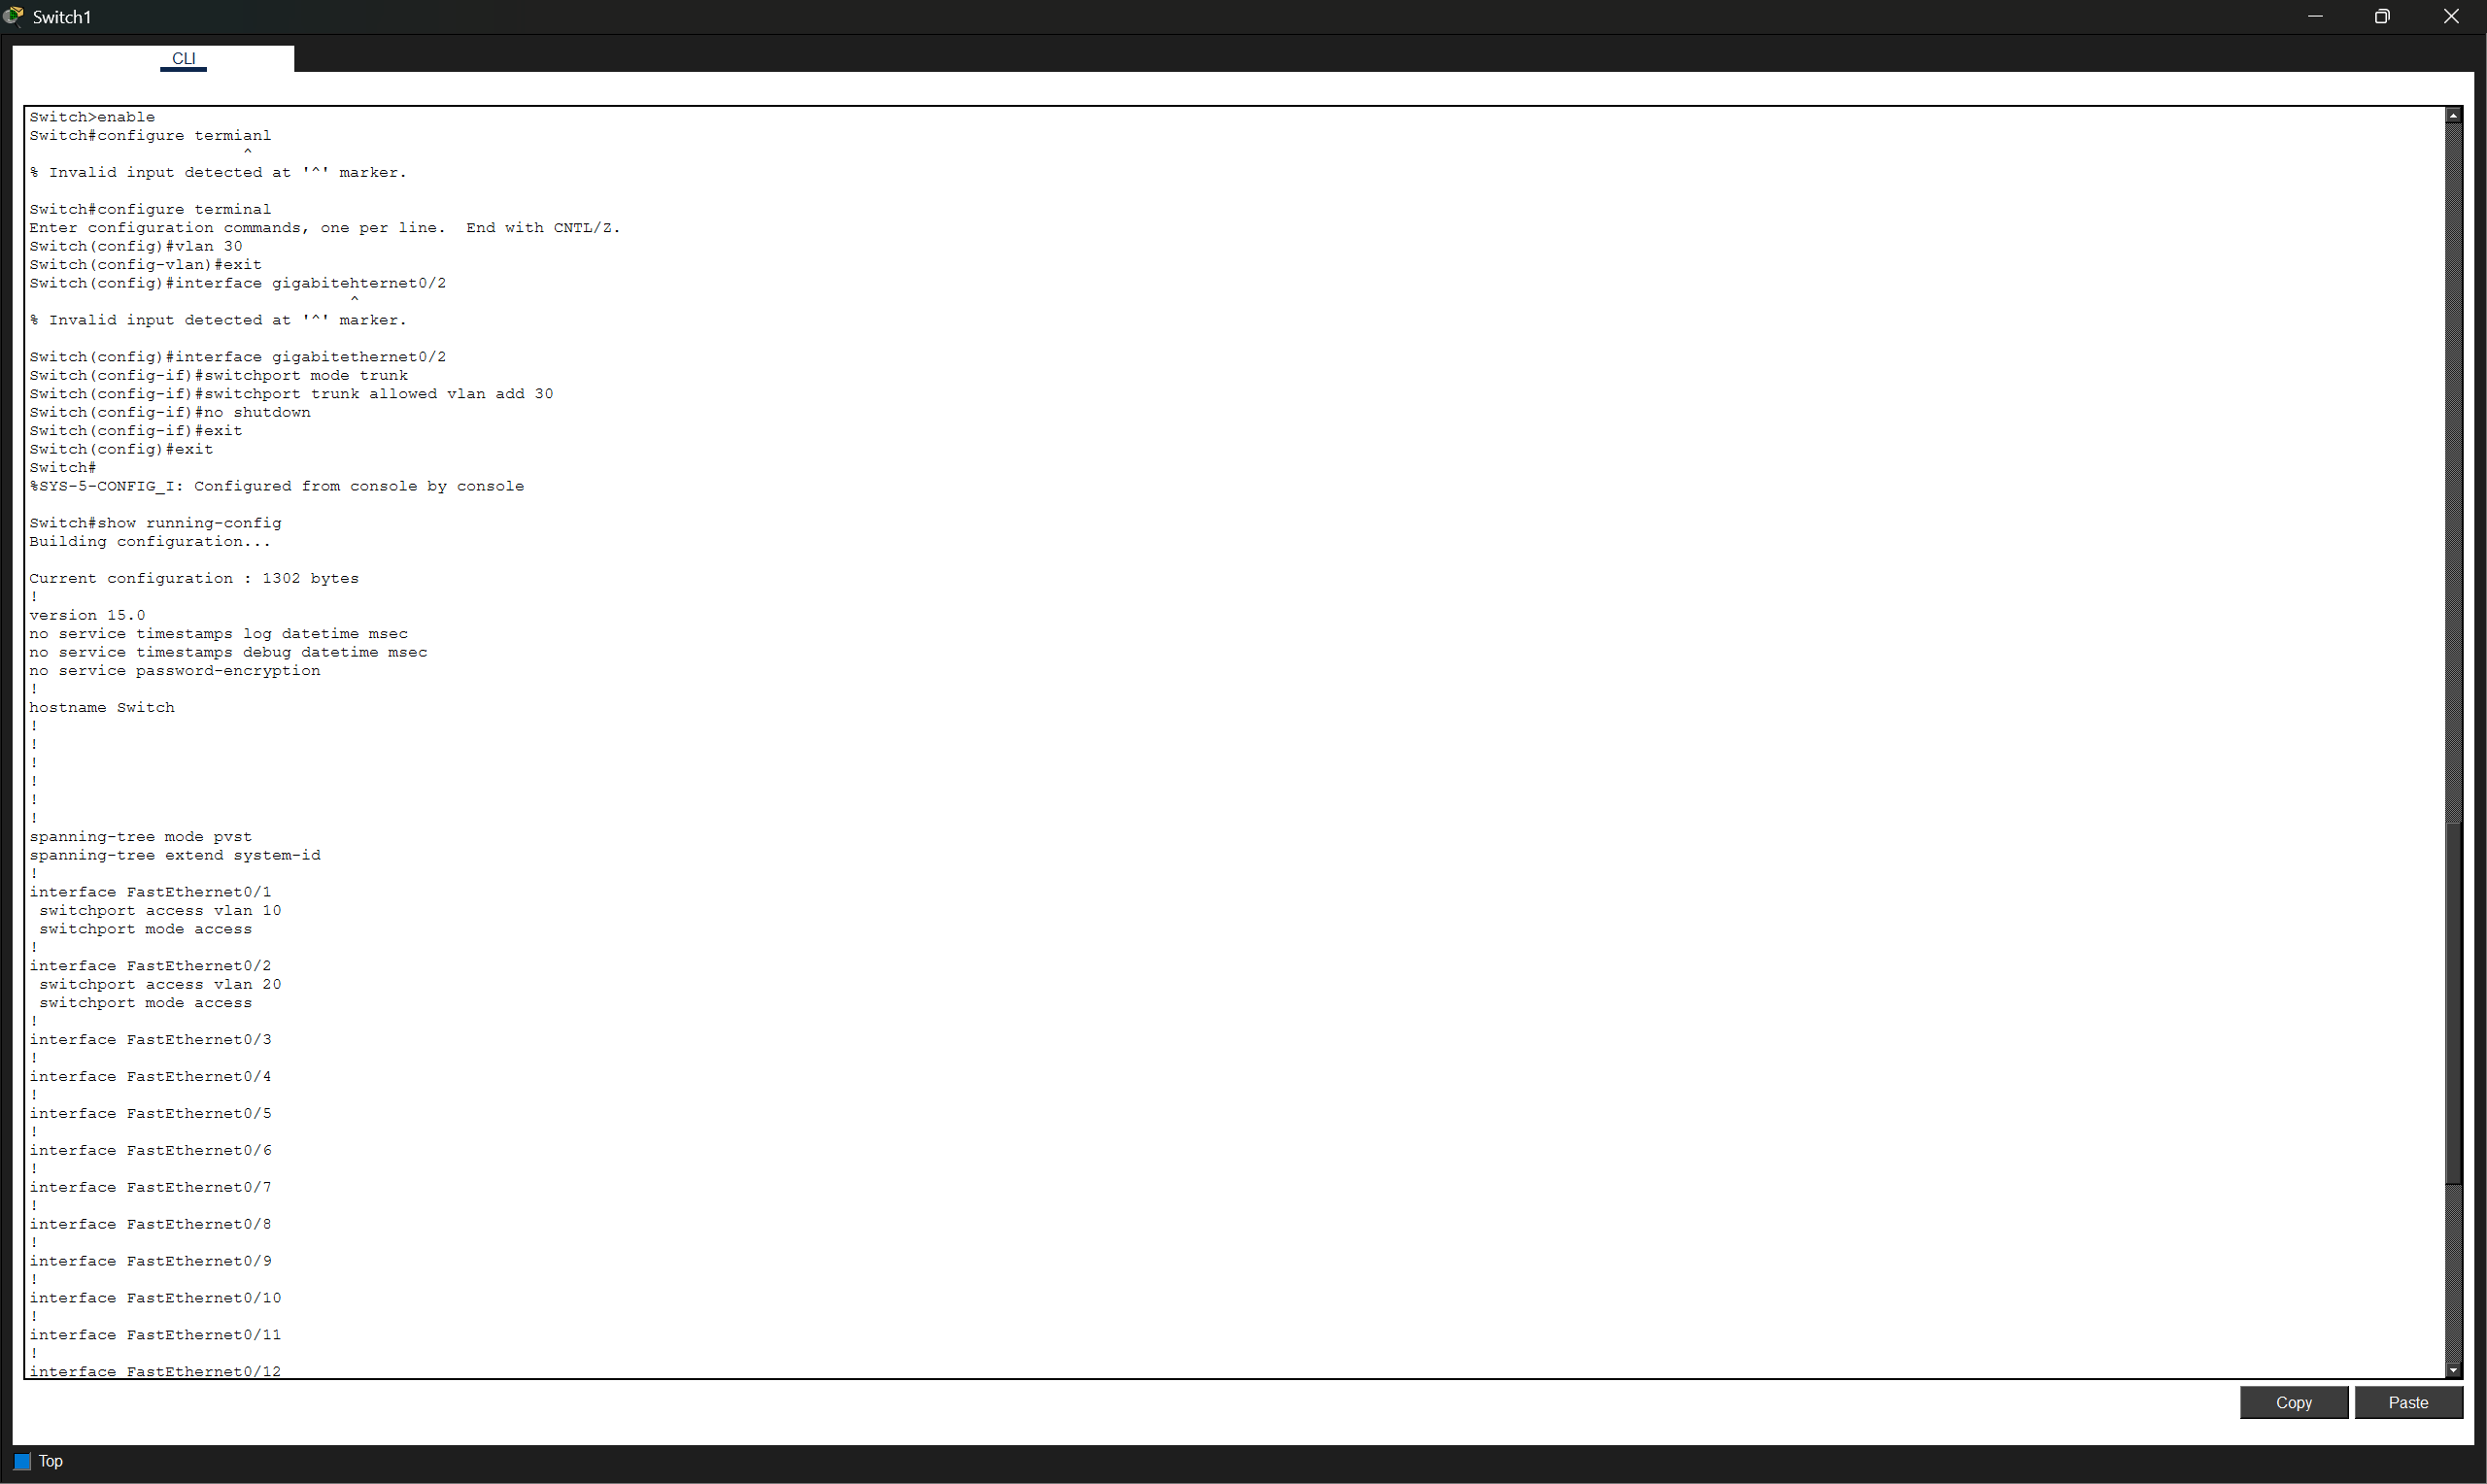 Switch1
CLI
Switch>enable
Switch#configure termianl
^
% Invalid input detected at '^' marker.
Switch#configure terminal
Enter configuration commands, one per line.  End with CNTL/Z.
Switch(config)#vlan 30
Switch(config-vlan)#exit
Switch(config)#interface gigabitehternet0/2
^
% Invalid input detected at '^' marker.
Switch(config)#interface gigabitethernet0/2
Switch(config-if)#switchport mode trunk
Switch(config-if)#switchport trunk allowed vlan add 30
Switch(config-if)#no shutdown
Switch(config-if)#exit
Switch(config)#exit
Switch#
%SYS-5-CONFIG_I: Configured from console by console
Switch#show running-config
Building configuration...
Current configuration : 1302 bytes
!
version 15.0
no service timestamps log datetime msec
no service timestamps debug datetime msec
no service password-encryption
!
hostname Switch
!
!
!
!
!
!
spanning-tree mode pvst
spanning-tree extend system-id
!
interface FastEthernet0/1
 switchport access vlan 10
 switchport mode access
!
interface FastEthernet0/2
 switchport access vlan 20
 switchport mode access
!
interface FastEthernet0/3
!
interface FastEthernet0/4
!
interface FastEthernet0/5
!
interface FastEthernet0/6
!
interface FastEthernet0/7
!
interface FastEthernet0/8
!
interface FastEthernet0/9
!
interface FastEthernet0/10
!
interface FastEthernet0/11
!
interface FastEthernet0/12
Copy
Paste
Top